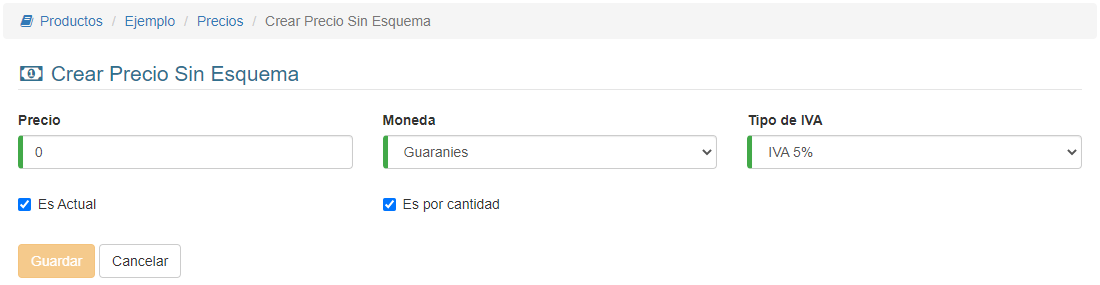 Productos / Ejemplo / Precios / Crear Precio Sin Esquema
Crear Precio Sin Esquema
Precio Moneda Tipo de IVA
0 Guaranies IVA 5%
Es Actual Es por cantidad
Guardar Cancelar